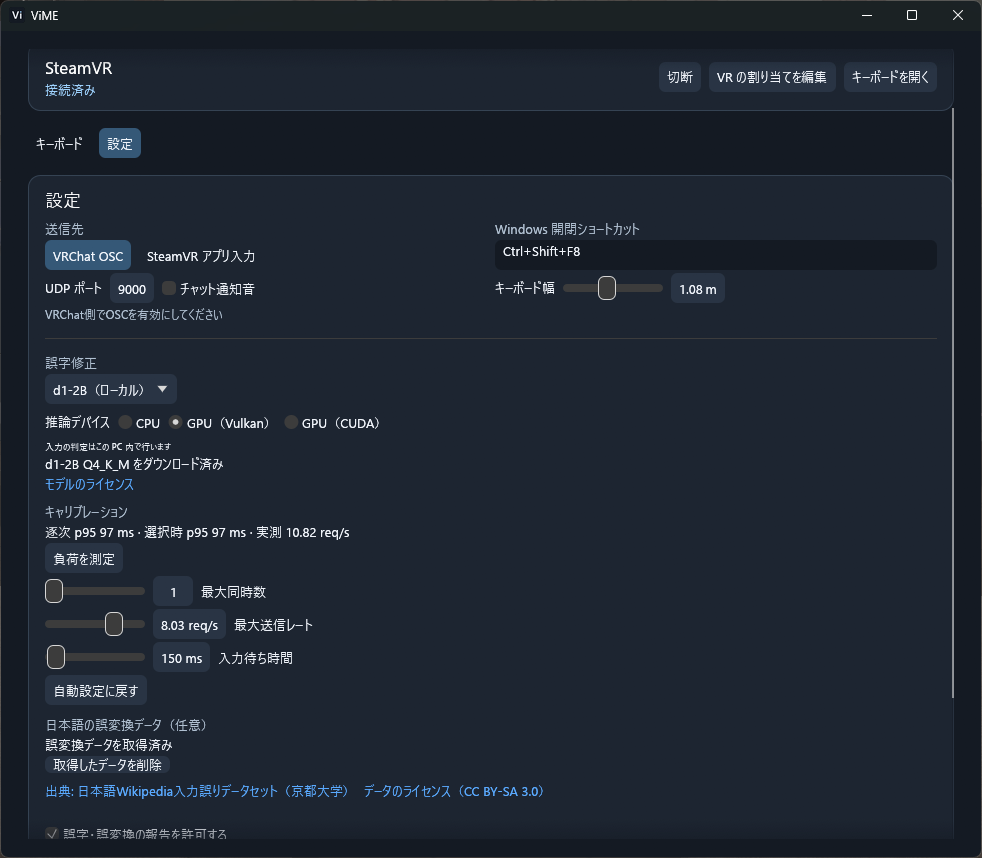 Vi ViME
SteamVR
接続済み
切断 VR の割り当てを編集 キーボードを開く
キーボード 設定
設定
送信先
VRChat OSC SteamVR アプリ入力
UDP ポート 9000 チャット通知音
VRChat側でOSCを有効にしてください
Windows 開閉ショートカット
Ctrl+Shift+F8
キーボード幅 1.08 m
誤字修正
d1-2B（ローカル）
推論デバイス CPU GPU（Vulkan） GPU（CUDA）
入力の判定はこの PC 内で行います
d1-2B Q4_K_M をダウンロード済み
モデルのライセンス
キャリブレーション
逐次 p95 97 ms · 選択時 p95 97 ms · 実測 10.82 req/s
負荷を測定
1 最大同時数
8.03 req/s 最大送信レート
150 ms 入力待ち時間
自動設定に戻す
日本語の誤変換データ（任意）
誤変換データを取得済み
取得したデータを削除
出典: 日本語Wikipedia入力誤りデータセット（京都大学） データのライセンス（CC BY-SA 3.0）
誤字・誤変換の報告を許可する